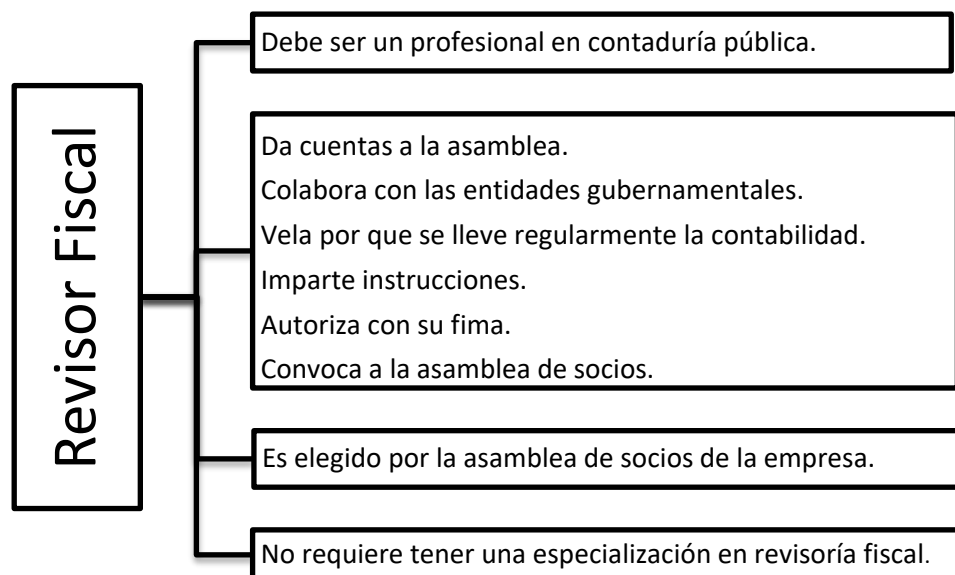 Revisor Fiscal
Debe ser un profesional en contaduría pública.
Da cuentas a la asamblea.
Colabora con las entidades gubernamentales.
Vela por que se lleve regularmente la contabilidad.
Imparte instrucciones.
Autoriza con su fima.
Convoca a la asamblea de socios.
Es elegido por la asamblea de socios de la empresa.
No requiere tener una especialización en revisoría fiscal.